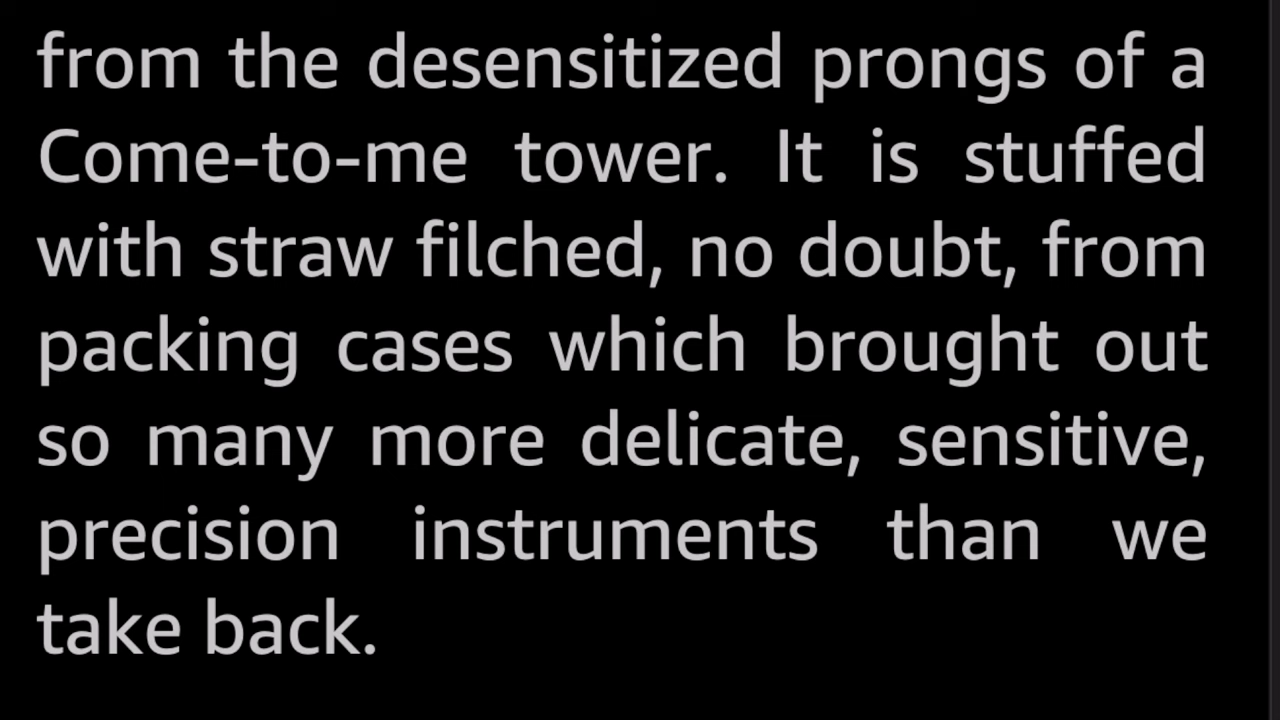 from the desensitized prongs of a
Come-to-me tower. It is stuffed
with straw filched, no doubt, from
packing cases which brought out
so many more delicate, sensitive,
precision instruments than we
take back.